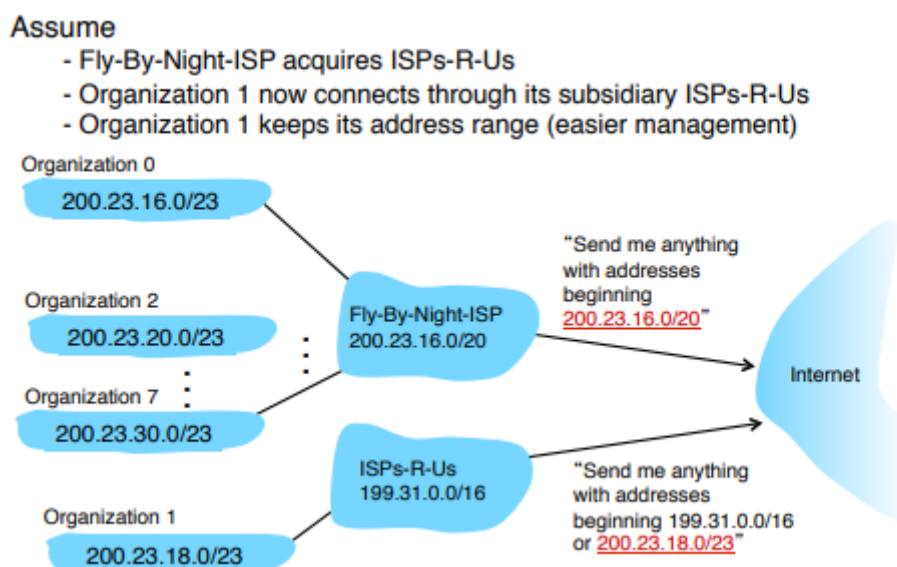 Assume
- Fly-By-Night-ISP acquires ISPs-R-Us
- Organization 1 now connects through its subsidiary ISPs-R-Us
- Organization 1 keeps its address range (easier management)
Organization 0
200.23.16.0/23
Organization 2
200.23.20.0/23
Organization 7
200.23.30.0/23
Organization 1
200.23.18.0/23
Fly-By-Night-ISP
200.23.16.0/20
ISPs-R-Us
199.31.0.0/16
“Send me anything
with addresses
beginning
200.23.16.0/20”
“Send me anything
with addresses
beginning 199.31.0.0/16
or 200.23.18.0/23”
Internet